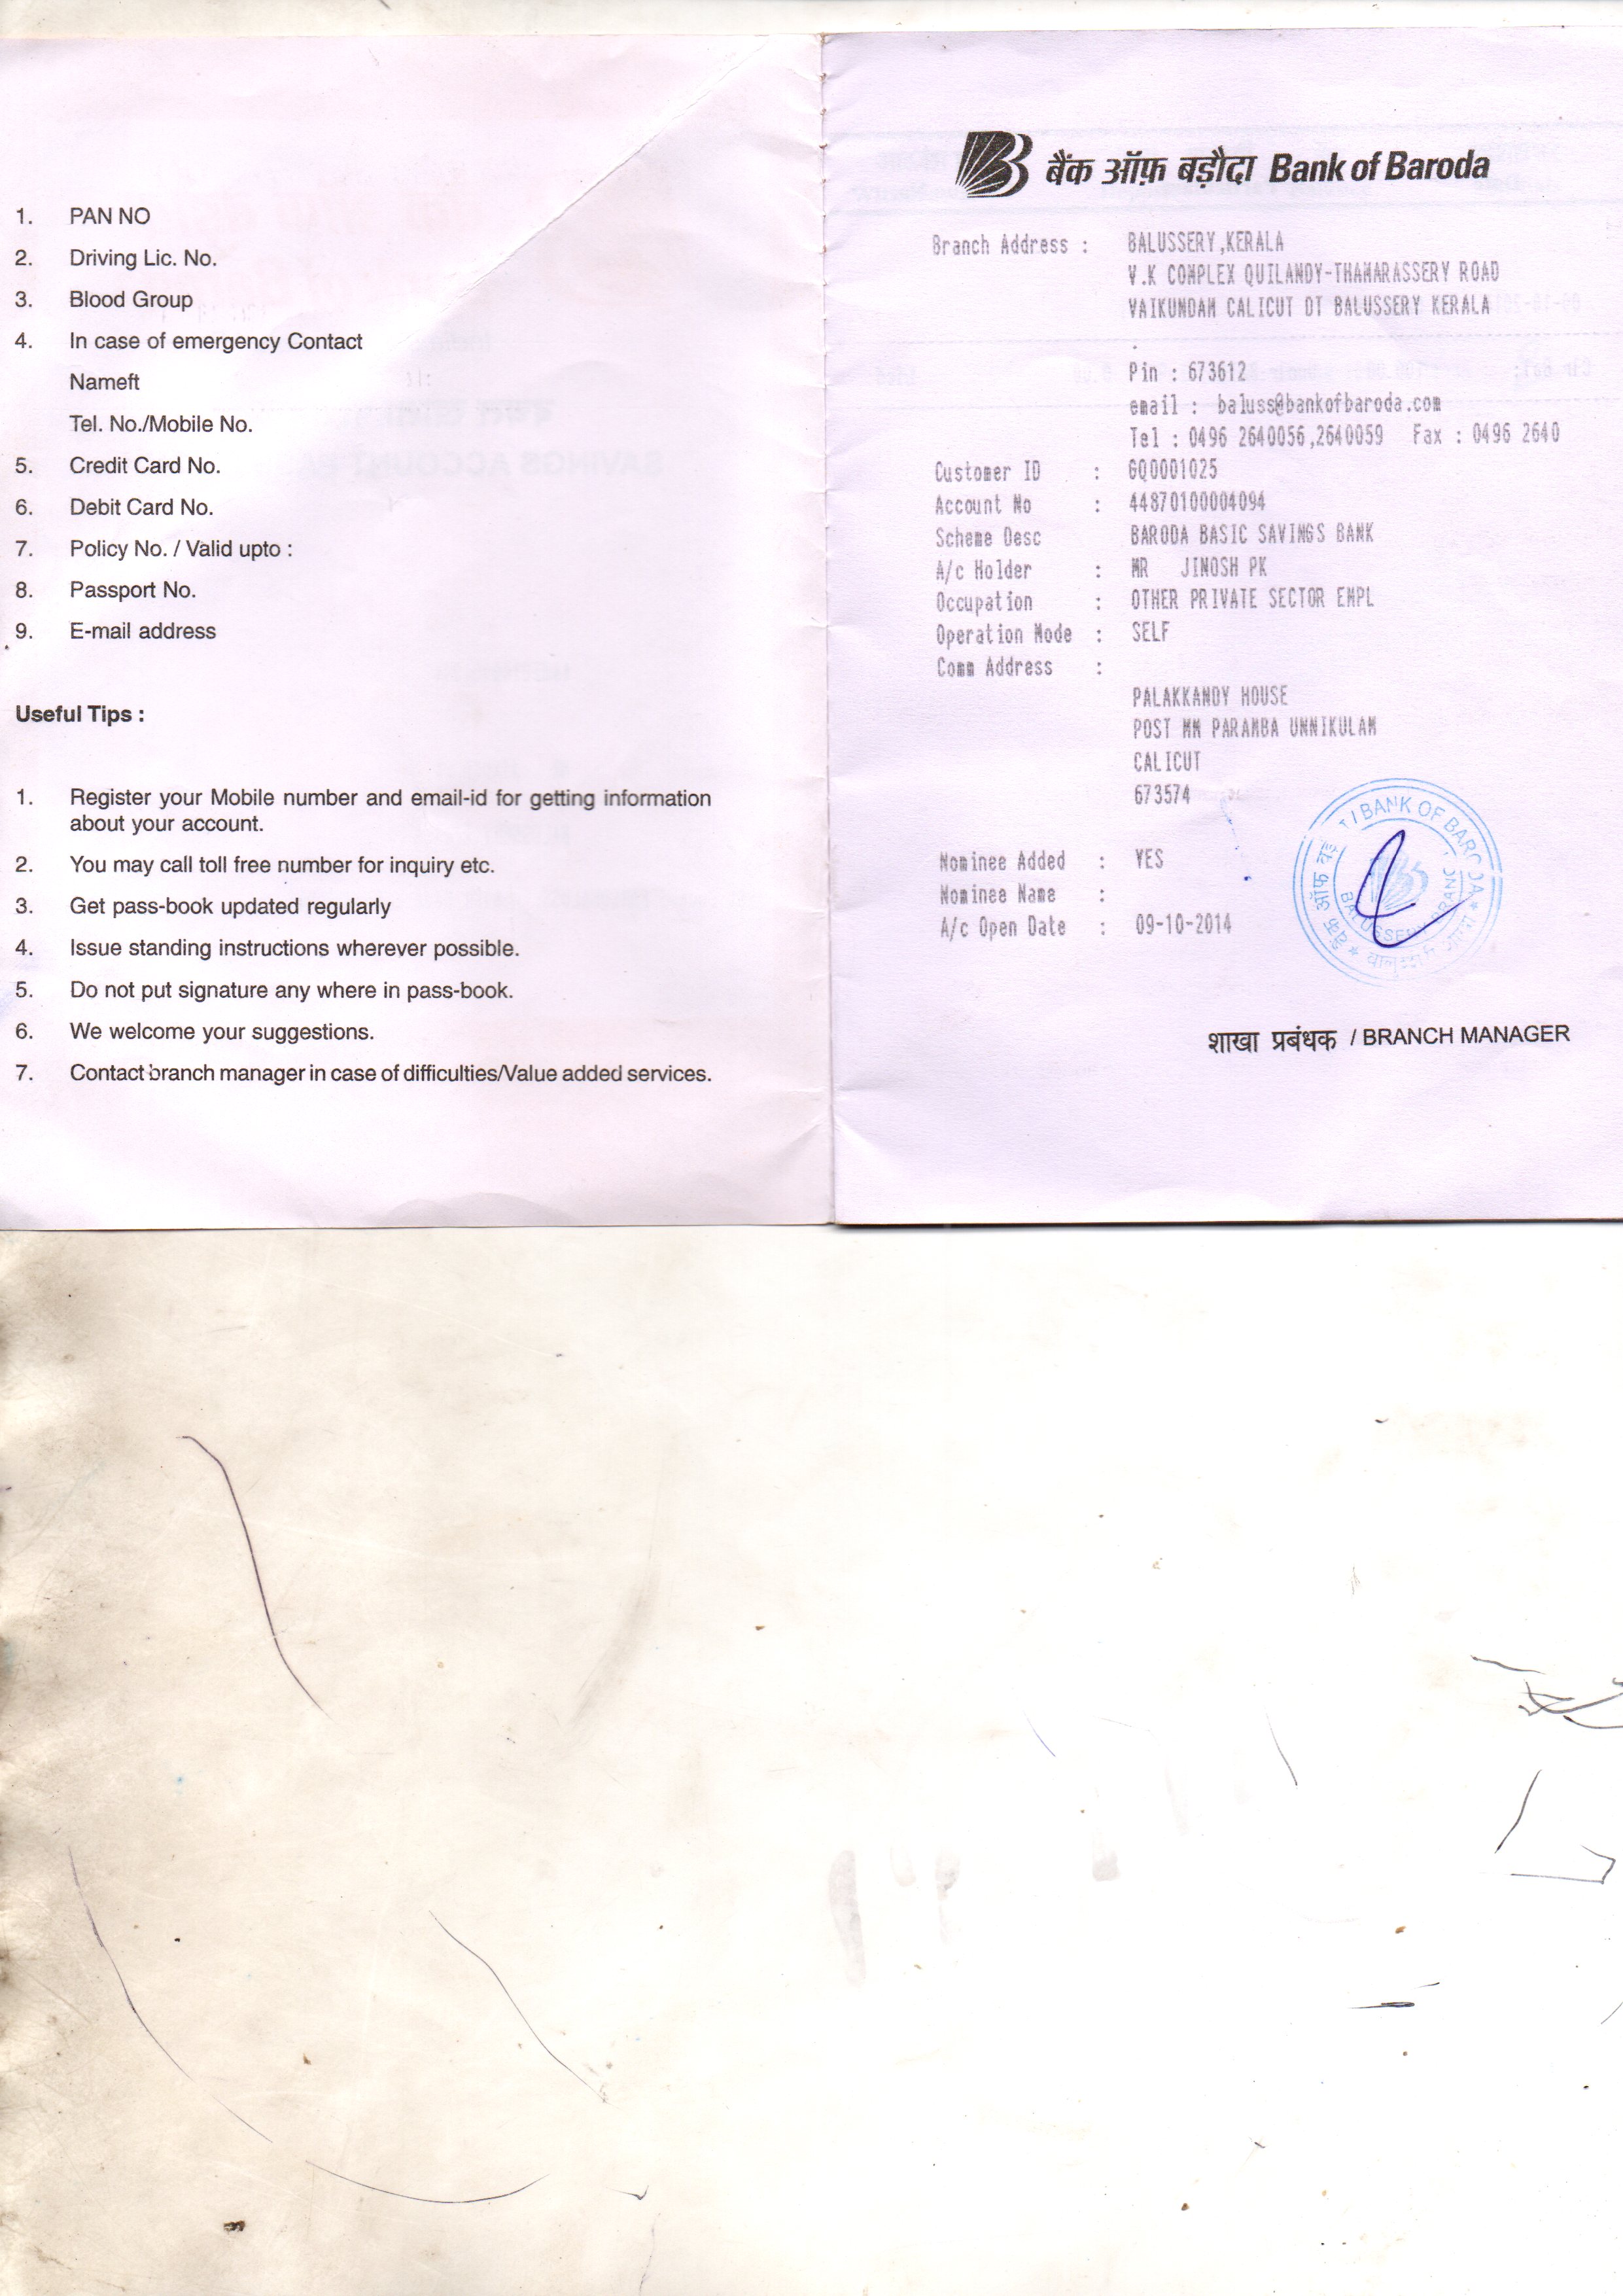 1. PAN NO
2. Driving Lic. No.
3. Blood Group
4. In case of emergency Contact
Nameft
Tel. No./Mobile No.
5. Credit Card No.
6. Debit Card No.
7. Policy No. / Valid upto :
8. Passport No.
9. E-mail address
Useful Tips :
1. Register your Mobile number and email-id for getting information
about your account.
2. You may call toll free number for inquiry etc.
3. Get pass-book updated regularly
4. Issue standing instructions wherever possible.
5. Do not put signature any where in pass-book.
6. We welcome your suggestions.
7. Contact branch manager in case of difficulties/Value added services.
बैंक ऑफ़ बड़ौदा Bank of Baroda
Branch Address : BALUSSERY,KERALA
V.K COMPLEX QUILANDY-THAMARASSERY ROAD
VAIKUNDAM CALICUT DT BALUSSERY KERALA
.
Pin : 673612
email : baluss@bankofbaroda.com
Tel : 0496 2640056,2640059 Fax : 0496 2640
Customer ID : GQ0001025
Account No : 44870100004094
Scheme Desc BARODA BASIC SAVINGS BANK
A/c Holder : MR JINOSH PK
Occupation : OTHER PRIVATE SECTOR EMPL
Operation Mode : SELF
Comm Address :
PALAKKANDY HOUSE
POST MM PARAMBA UNNIKULAM
CALICUT
673574
Nominee Added : YES
Nominee Name :
A/c Open Date : 09-10-2014
BANK OF BARODA
शाखा प्रबंधक / BRANCH MANAGER